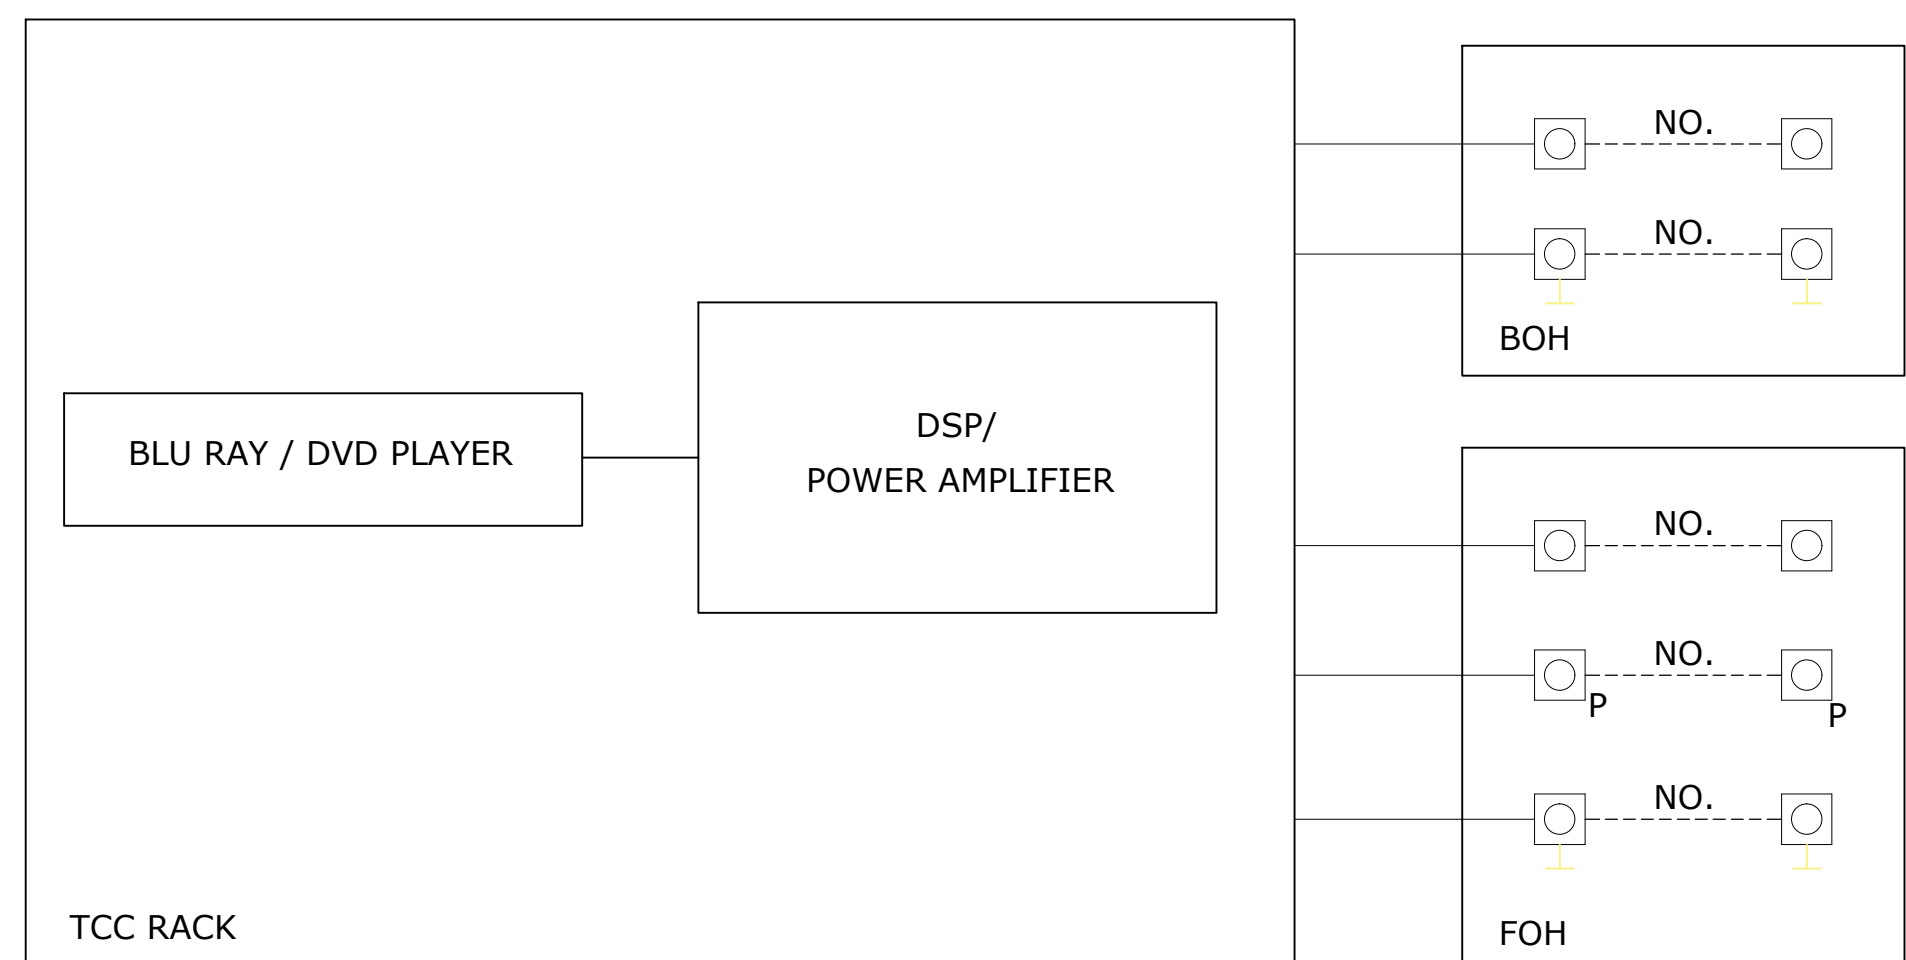 NO.
NO.
BOH
DSP/
POWER AMPLIFIER
BLU RAY / DVD PLAYER
NO.
NO.
P
P
NO.
TCC RACK
FOH